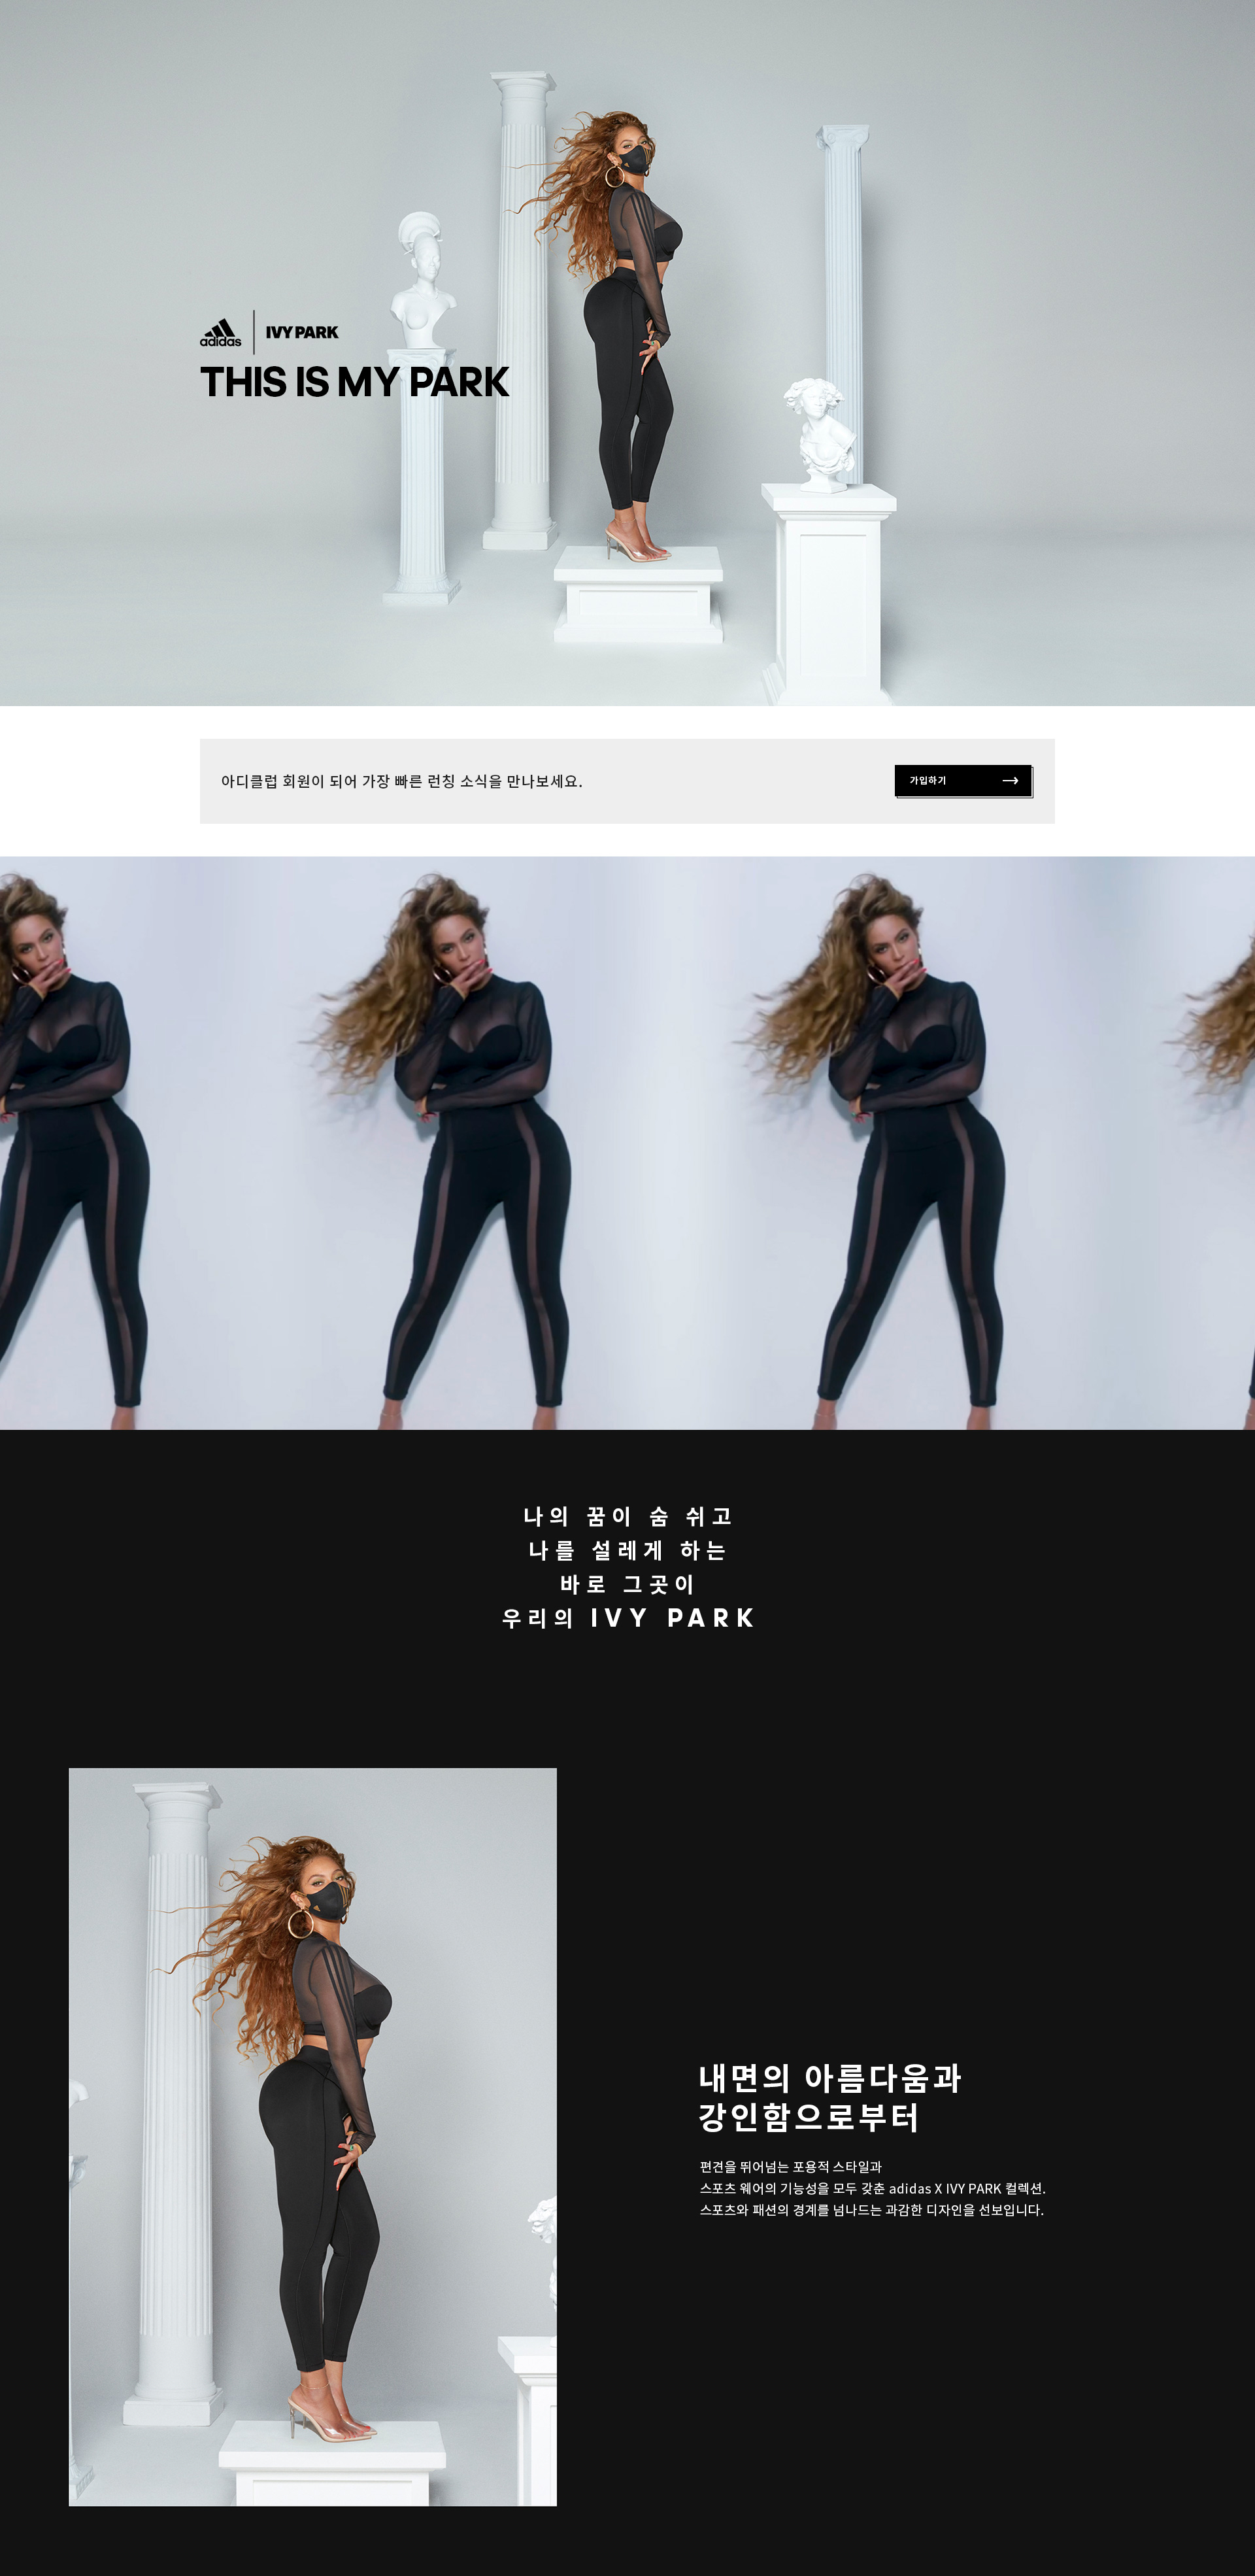 adidas
IVY PARK
THIS IS MY PARK
아디클럽 회원이 되어 가장 빠른 런칭 소식을 만나보세요.
가입하기
나의 꿈이 숨 쉬고
나를 설레게 하는
바로 그곳이
우리의 IVY PARK
내면의 아름다움과
강인함으로부터
편견을 뛰어넘는 포용적 스타일과
스포츠 웨어의 기능성을 모두 갖춘 adidas X IVY PARK 컬렉션.
스포츠와 패션의 경계를 넘나드는 과감한 디자인을 선보입니다.